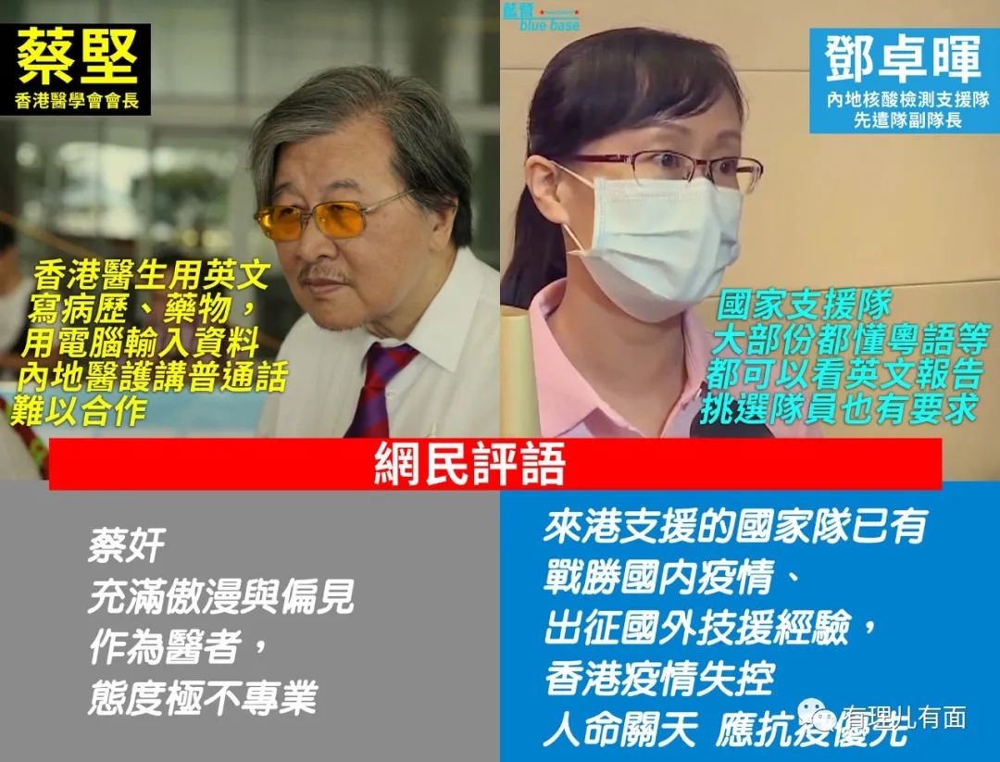 蔡堅
香港醫學會會長
香港醫生用英文
寫病歷、藥物，
用電腦輸入資料
內地醫護講普通話
難以合作
藍營
blue base
鄧卓暉
內地核酸檢測支援隊
先遣隊副隊長
國家支援隊
大部份都懂粵語等
都可以看英文報告
挑選隊員也有要求
網民評語
蔡奸
充滿傲漫與偏見
作為醫者，
態度極不專業
來港支援的國家隊已有
戰勝國内疫情、
出征國外技援經驗，
香港疫情失控
人命關天 應抗疫優先
有理儿有面